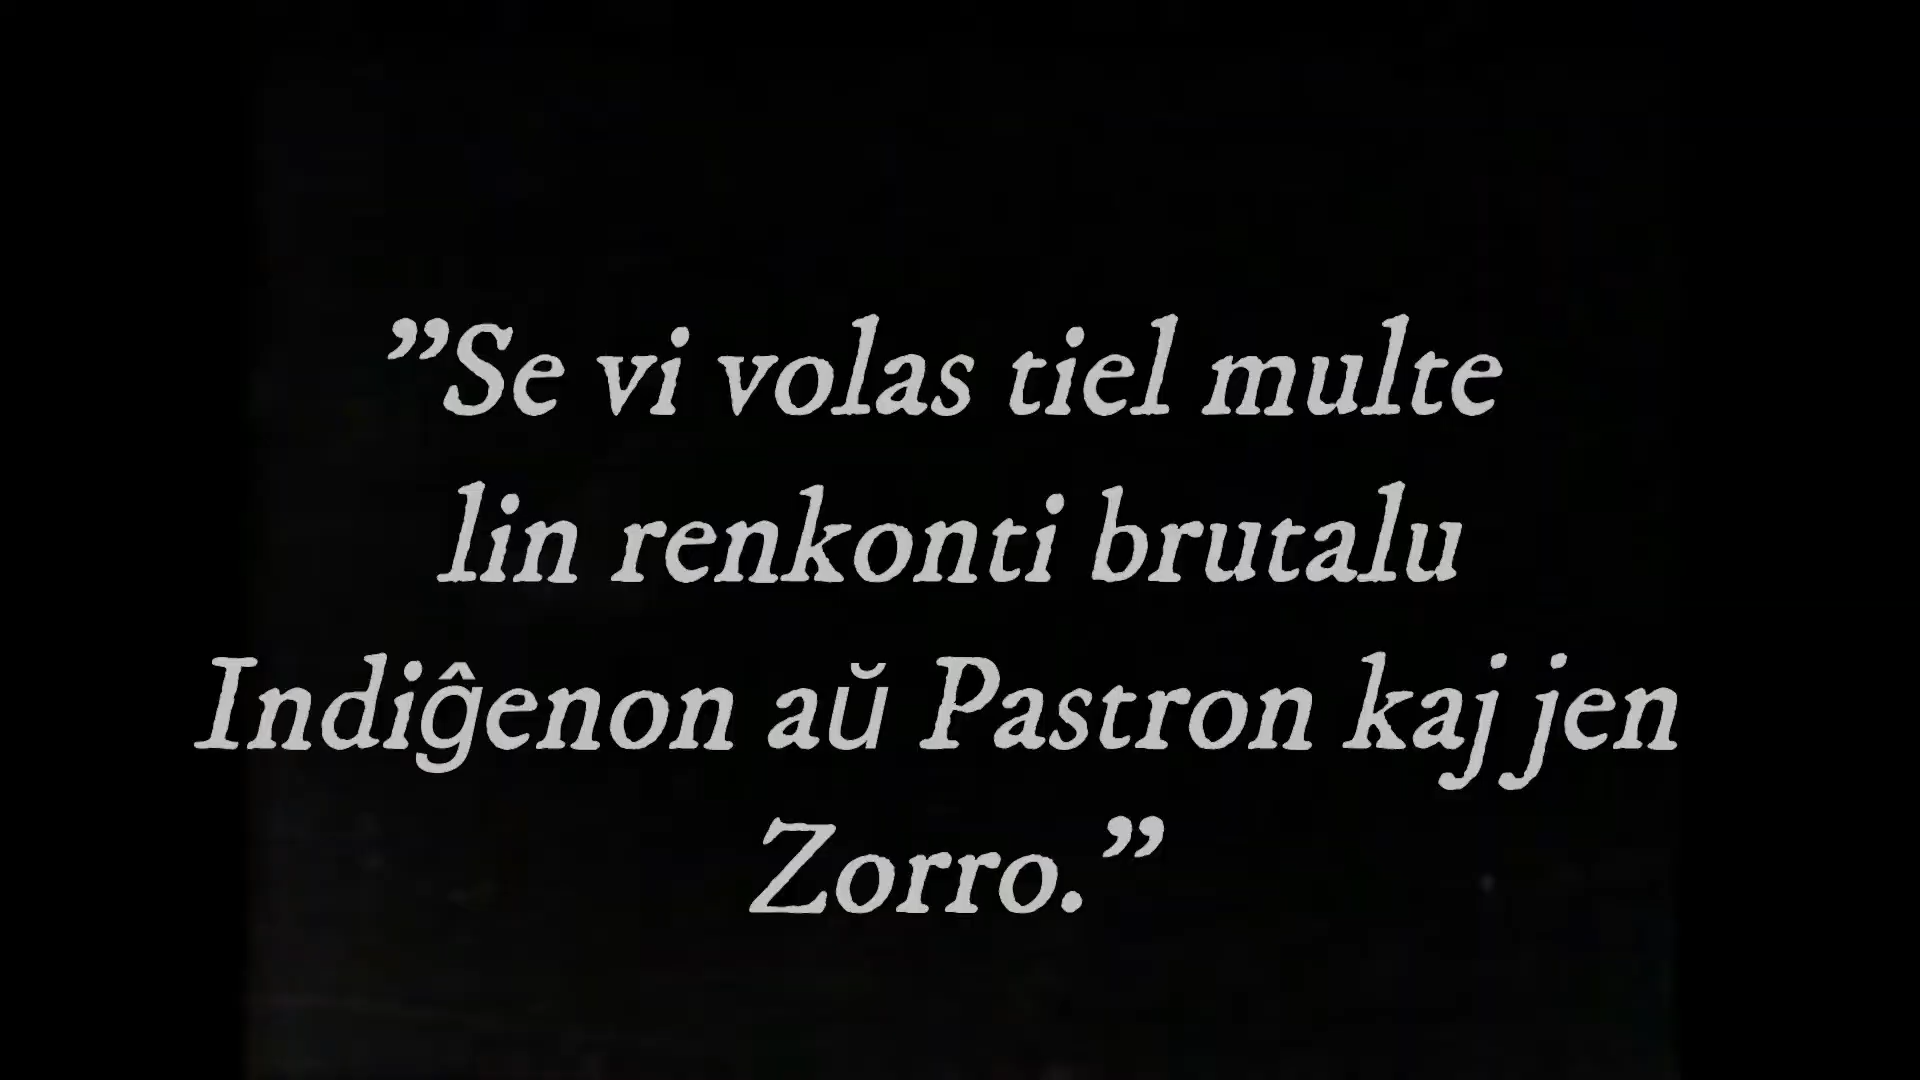 ”Se vi volas tiel multe
lin renkonti brutalu
Indiĝenon aŭ Pastron kaj jen
Zorro.”